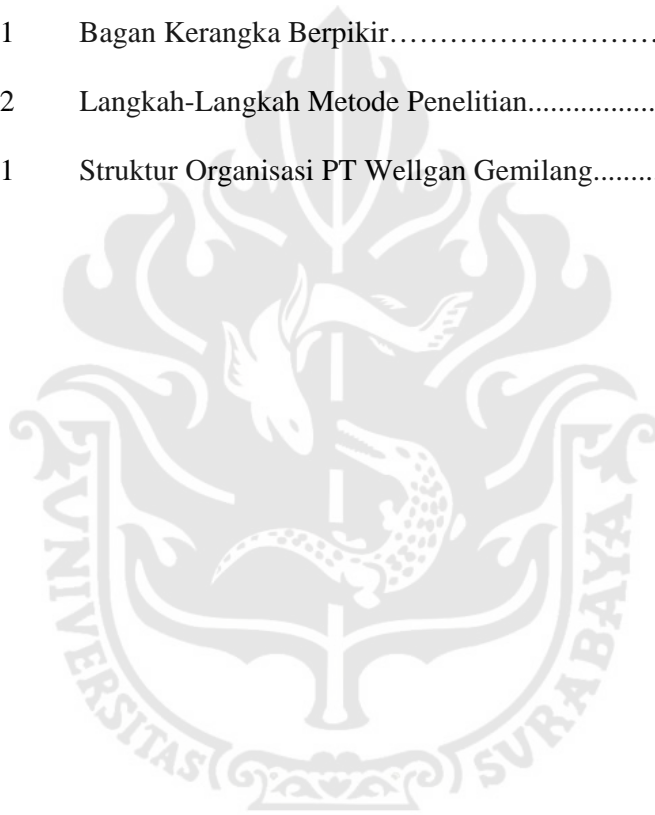 1 Bagan Kerangka Berpikir……………………….
2 Langkah-Langkah Metode Penelitian.................
1 Struktur Organisasi PT Wellgan Gemilang........
UNIVERSITAS SURABAYA